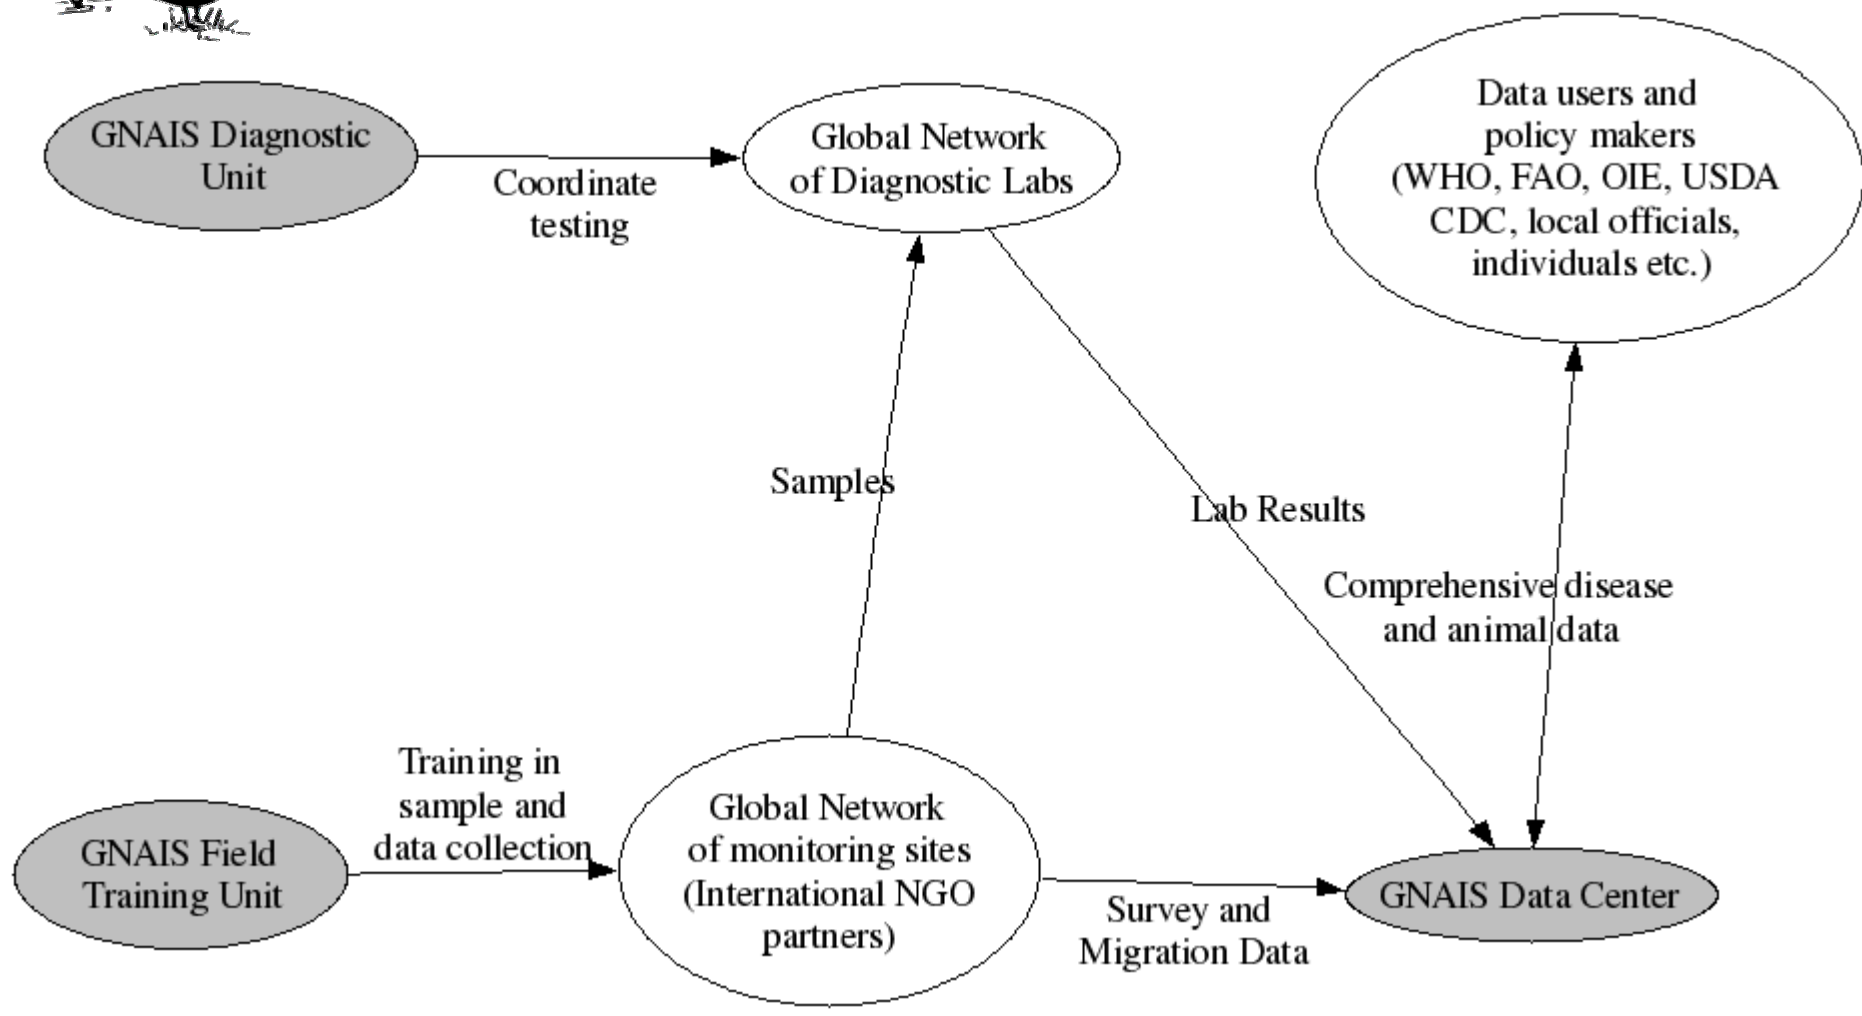 GNAIS Diagnostic
Unit
Coordinate
testing
Global Network
of Diagnostic Labs
Data users and
policy makers
(WHO, FAO, OIE, USDA
CDC, local officials,
individuals etc.)
Samples
Lab Results
Comprehensive disease
and animal data
GNAIS Field
Training Unit
Training in
sample and
data collection
Global Network
of monitoring sites
(International NGO
partners)
Survey and
Migration Data
GNAIS Data Center